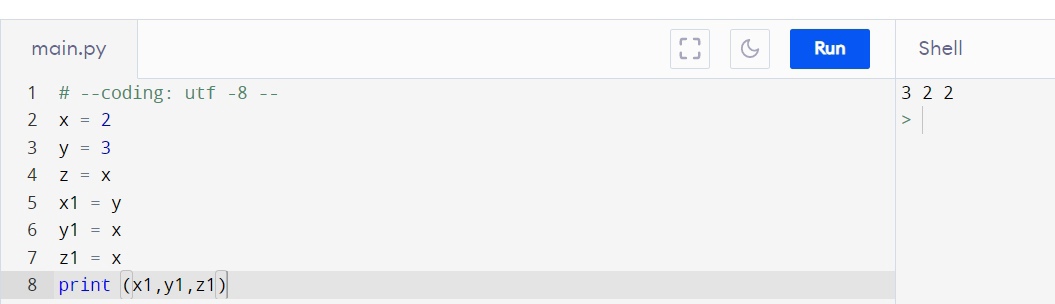 main.py Run Shell
1 # --coding: utf -8 --
2 x = 2
3 y = 3
4 z = x
5 x1 = y
6 y1 = x
7 z1 = x
8 print (x1,y1,z1)
3 2 2
>